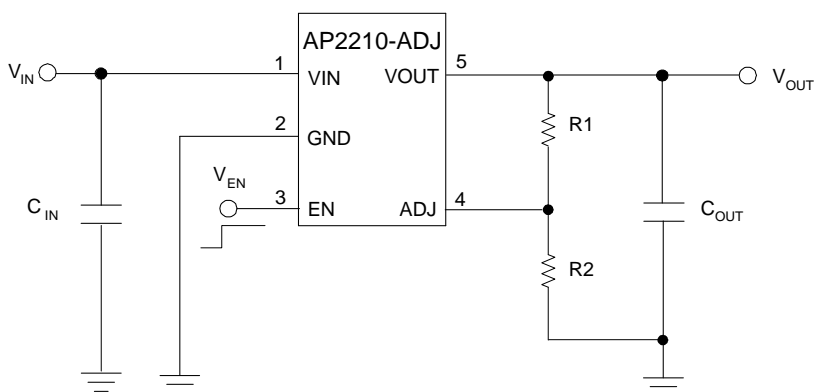 AP2210-ADJ
V_IN
1
VIN
VOUT
5
V_OUT
2
GND
R1
V_EN
3
EN
ADJ
4
C_IN
C_OUT
R2